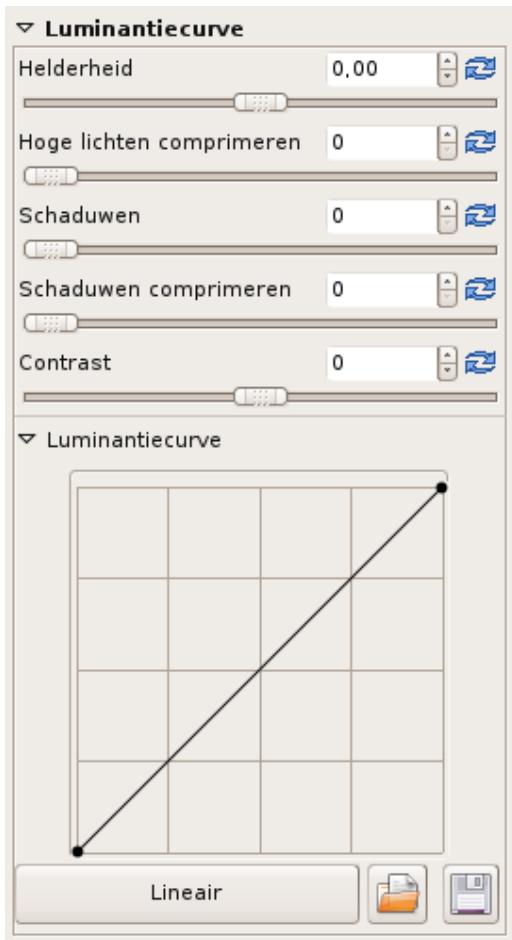 Luminantiecurve
Helderheid 0,00
Hoge lichten comprimeren 0
Schaduwen 0
Schaduwen comprimeren 0
Contrast 0
Luminantiecurve
Lineair